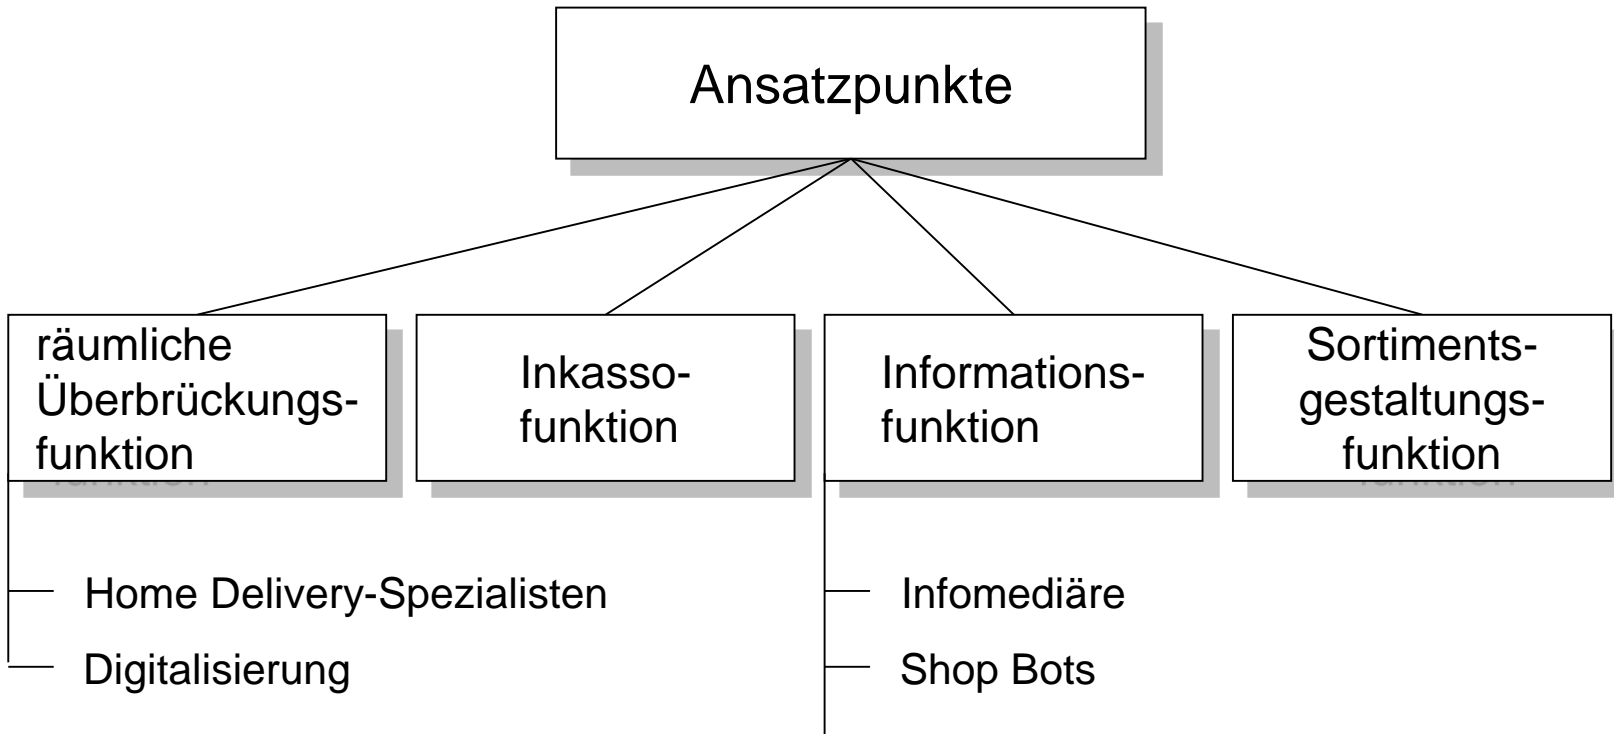 Ansatzpunkte
räumliche
Überbrückungs-
funktion
Inkasso-
funktion
Informations-
funktion
Sortiments-
gestaltungs-
funktion
Home Delivery-Spezialisten
Digitalisierung
Infomediäre
Shop Bots